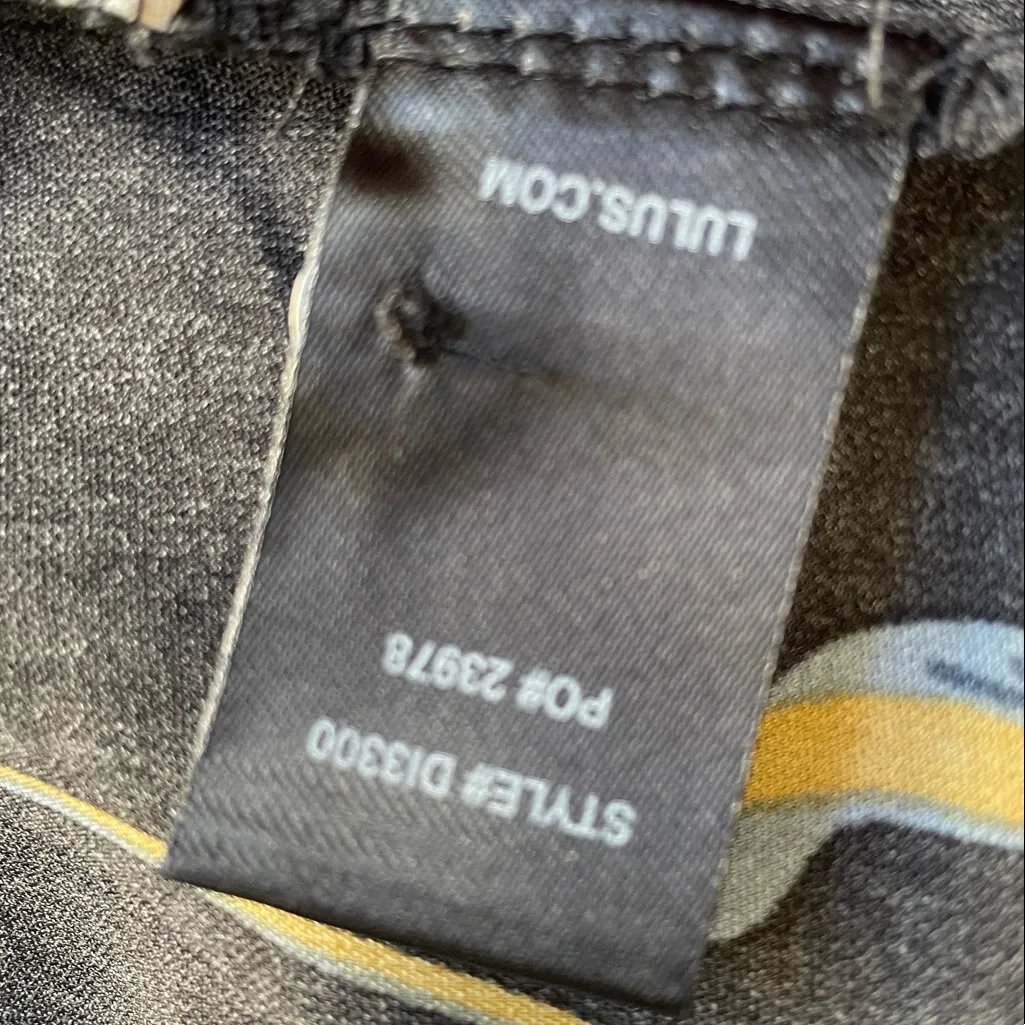 STYLE# DI3300
PO# 23978
LULUS.COM